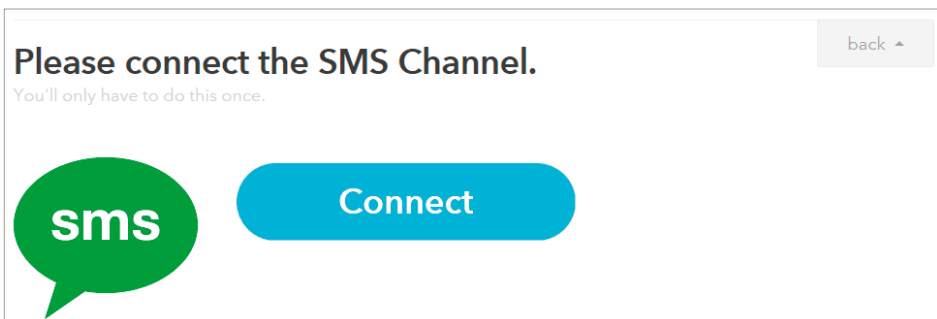 back
Please connect the SMS Channel.
You'll only have to do this once.
sms
Connect